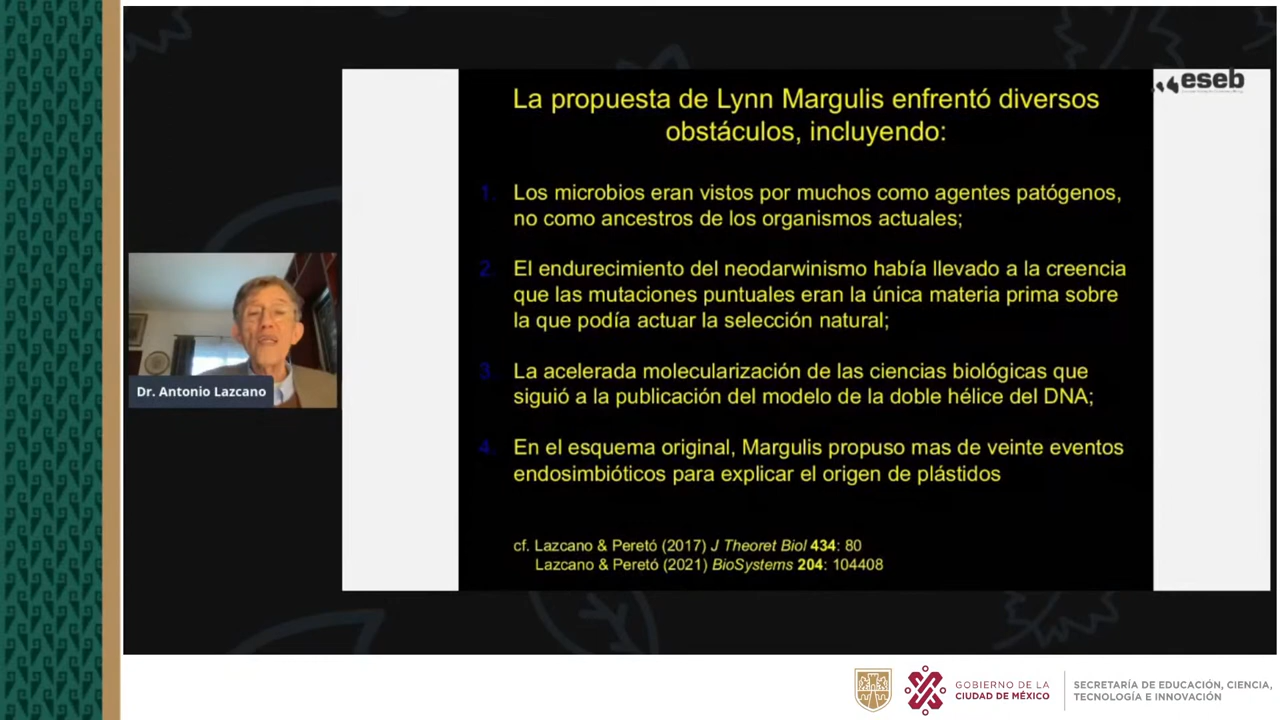 eseb
La propuesta de Lynn Margulis enfrentó diversos
obstáculos, incluyendo:
1. Los microbios eran vistos por muchos como agentes patógenos,
no como ancestros de los organismos actuales;
2. El endurecimiento del neodarwinismo había llevado a la creencia
que las mutaciones puntuales eran la única materia prima sobre
la que podía actuar la selección natural;
3. La acelerada molecularización de las ciencias biológicas que
siguió a la publicación del modelo de la doble hélice del DNA;
4. En el esquema original, Margulis propuso mas de veinte eventos
endosimbióticos para explicar el origen de plástidos
cf. Lazcano & Peretó (2017) J Theoret Biol 434: 80
Lazcano & Peretó (2021) BioSystems 204: 104408
Dr. Antonio Lazcano
GOBIERNO DE LA
CIUDAD DE MÉXICO
SECRETARÍA DE EDUCACIÓN, CIENCIA,
TECNOLOGÍA E INNOVACIÓN